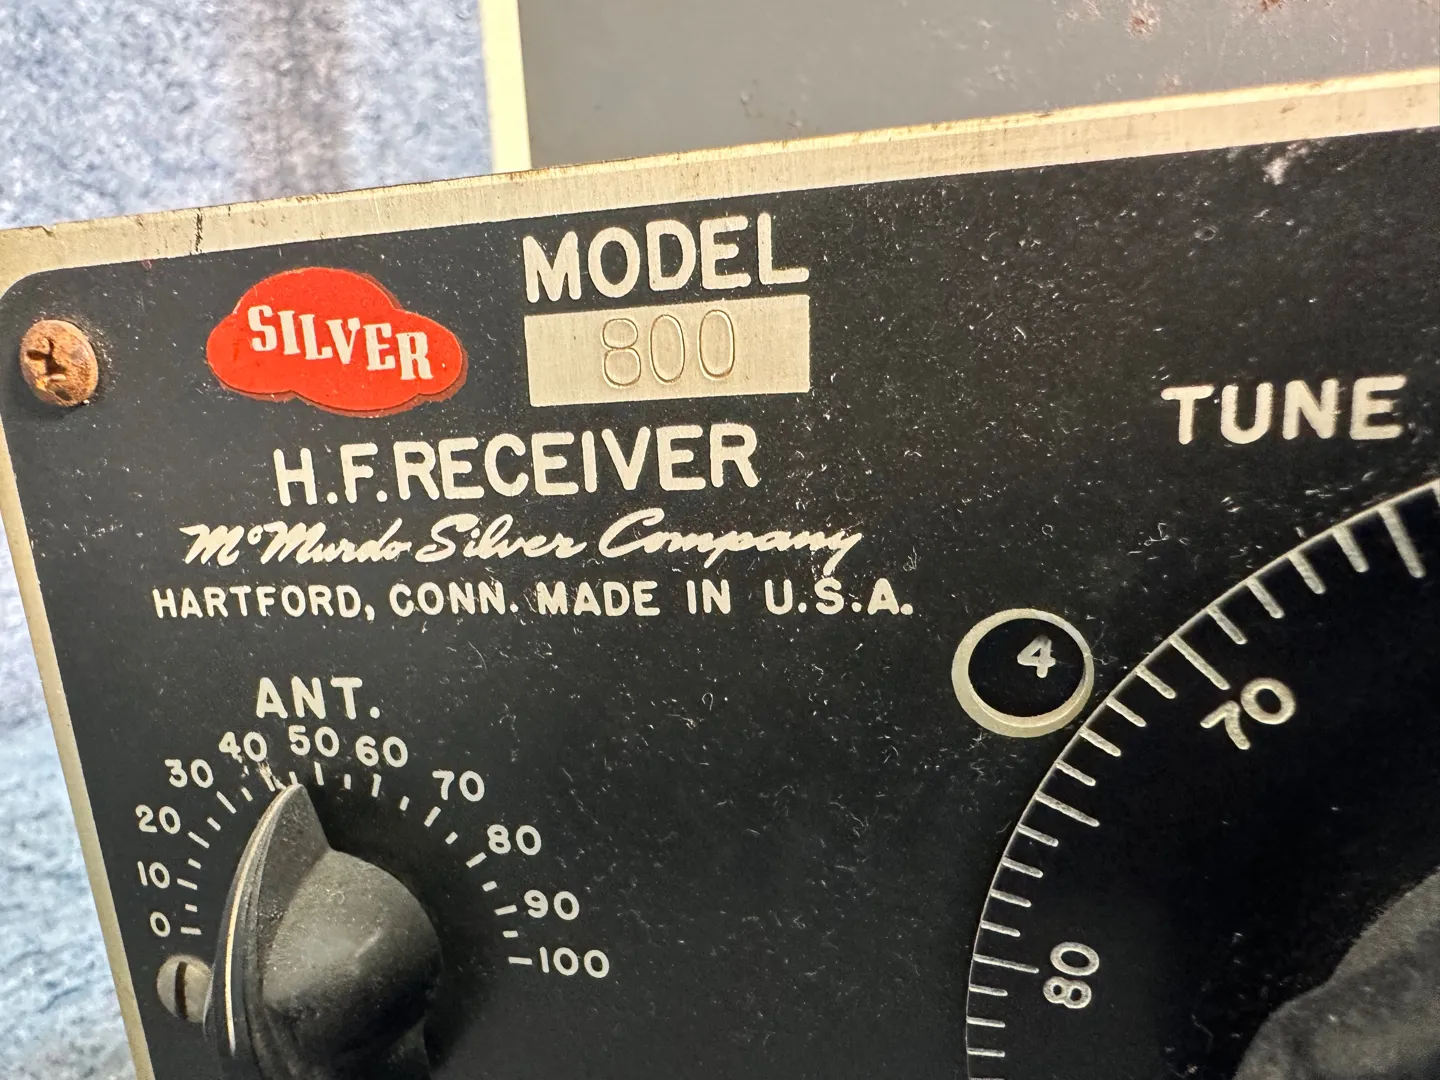 SILVER
MODEL
800
H.F. RECEIVER
McMurdo Silver Company
HARTFORD, CONN. MADE IN U.S.A.
TUNE
4
70
80
ANT.
0 10 20 30 40 50 60 70 80 90 100